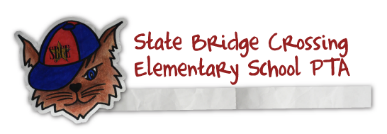 State Bridge Crossing
Elementary School PTA